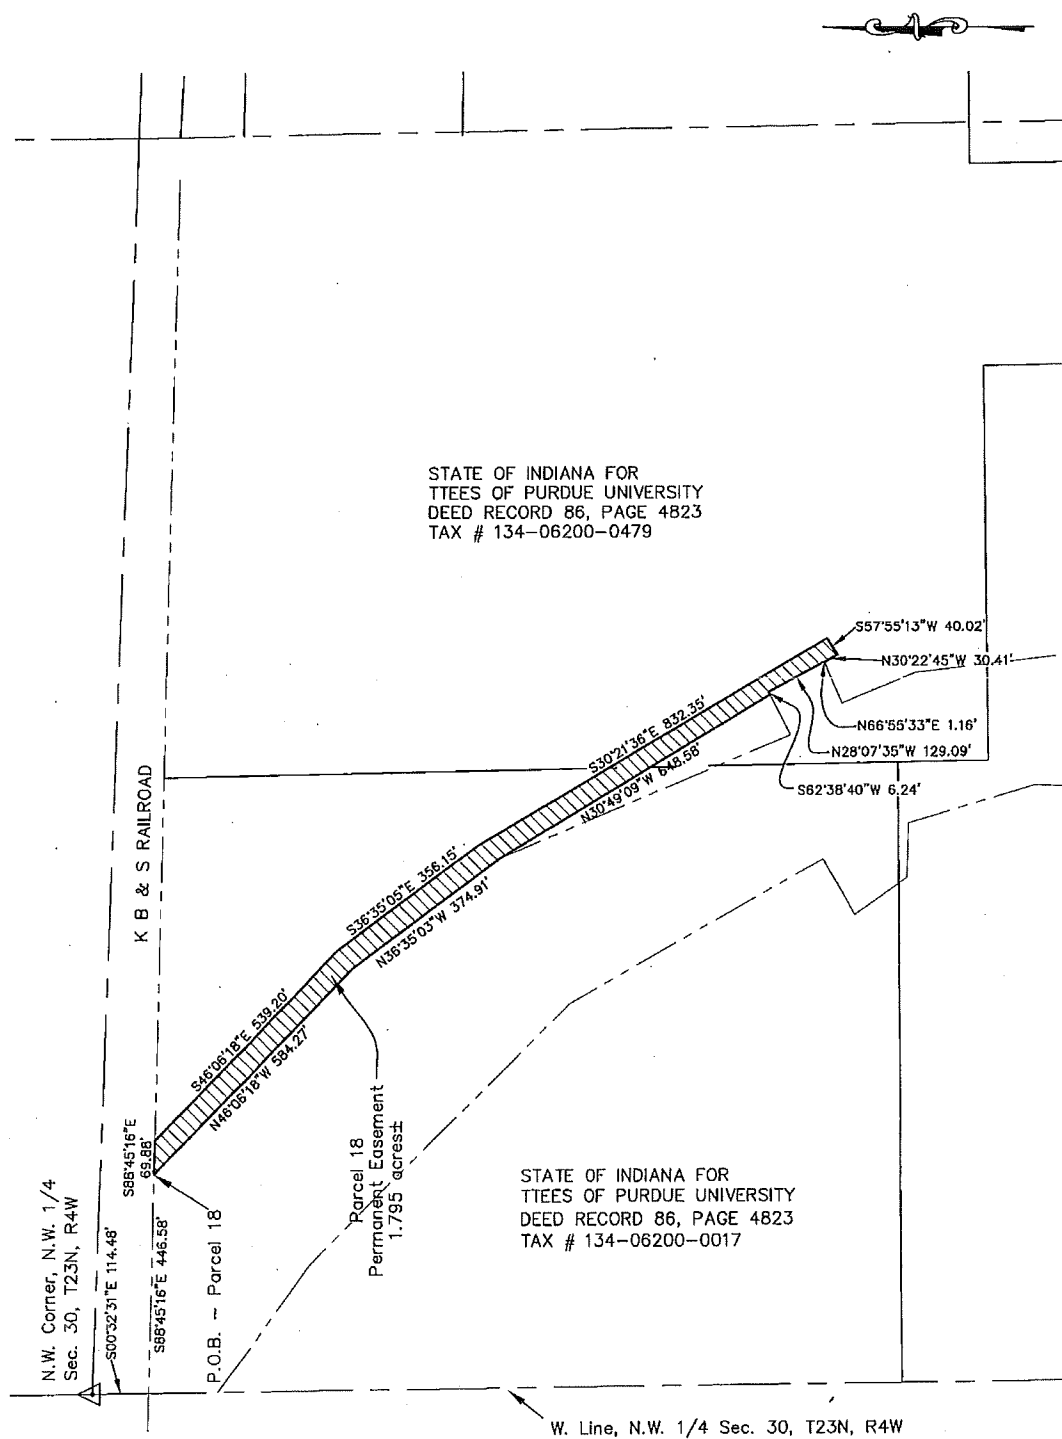 STATE OF INDIANA FOR
TTEES OF PURDUE UNIVERSITY
DEED RECORD 86, PAGE 4823
TAX # 134-06200-0479
S57°55'13"W 40.02'
N30°22'45"W 30.41'
N66°55'33"E 1.16'
N28°07'35"W 129.09'
S62°38'40"W 6.24'
S30°21'36"E 832.35'
N30°49'09"W 648.58'
K B & S RAILROAD
S36°35'05"E 356.15'
N36°35'03"W 374.91'
S46°06'18"E 539.20'
N46°06'18"W 584.27'
S88°45'16"E
69.88'
Parcel 18
Permanent Easement
1.795 acres±
STATE OF INDIANA FOR
TTEES OF PURDUE UNIVERSITY
DEED RECORD 86, PAGE 4823
TAX # 134-06200-0017
N.W. Corner, N.W. 1/4
Sec. 30, T23N, R4W
S00°32'31"E 114.48'
S88°45'16"E 446.58'
P.O.B. - Parcel 18
W. Line, N.W. 1/4 Sec. 30, T23N, R4W